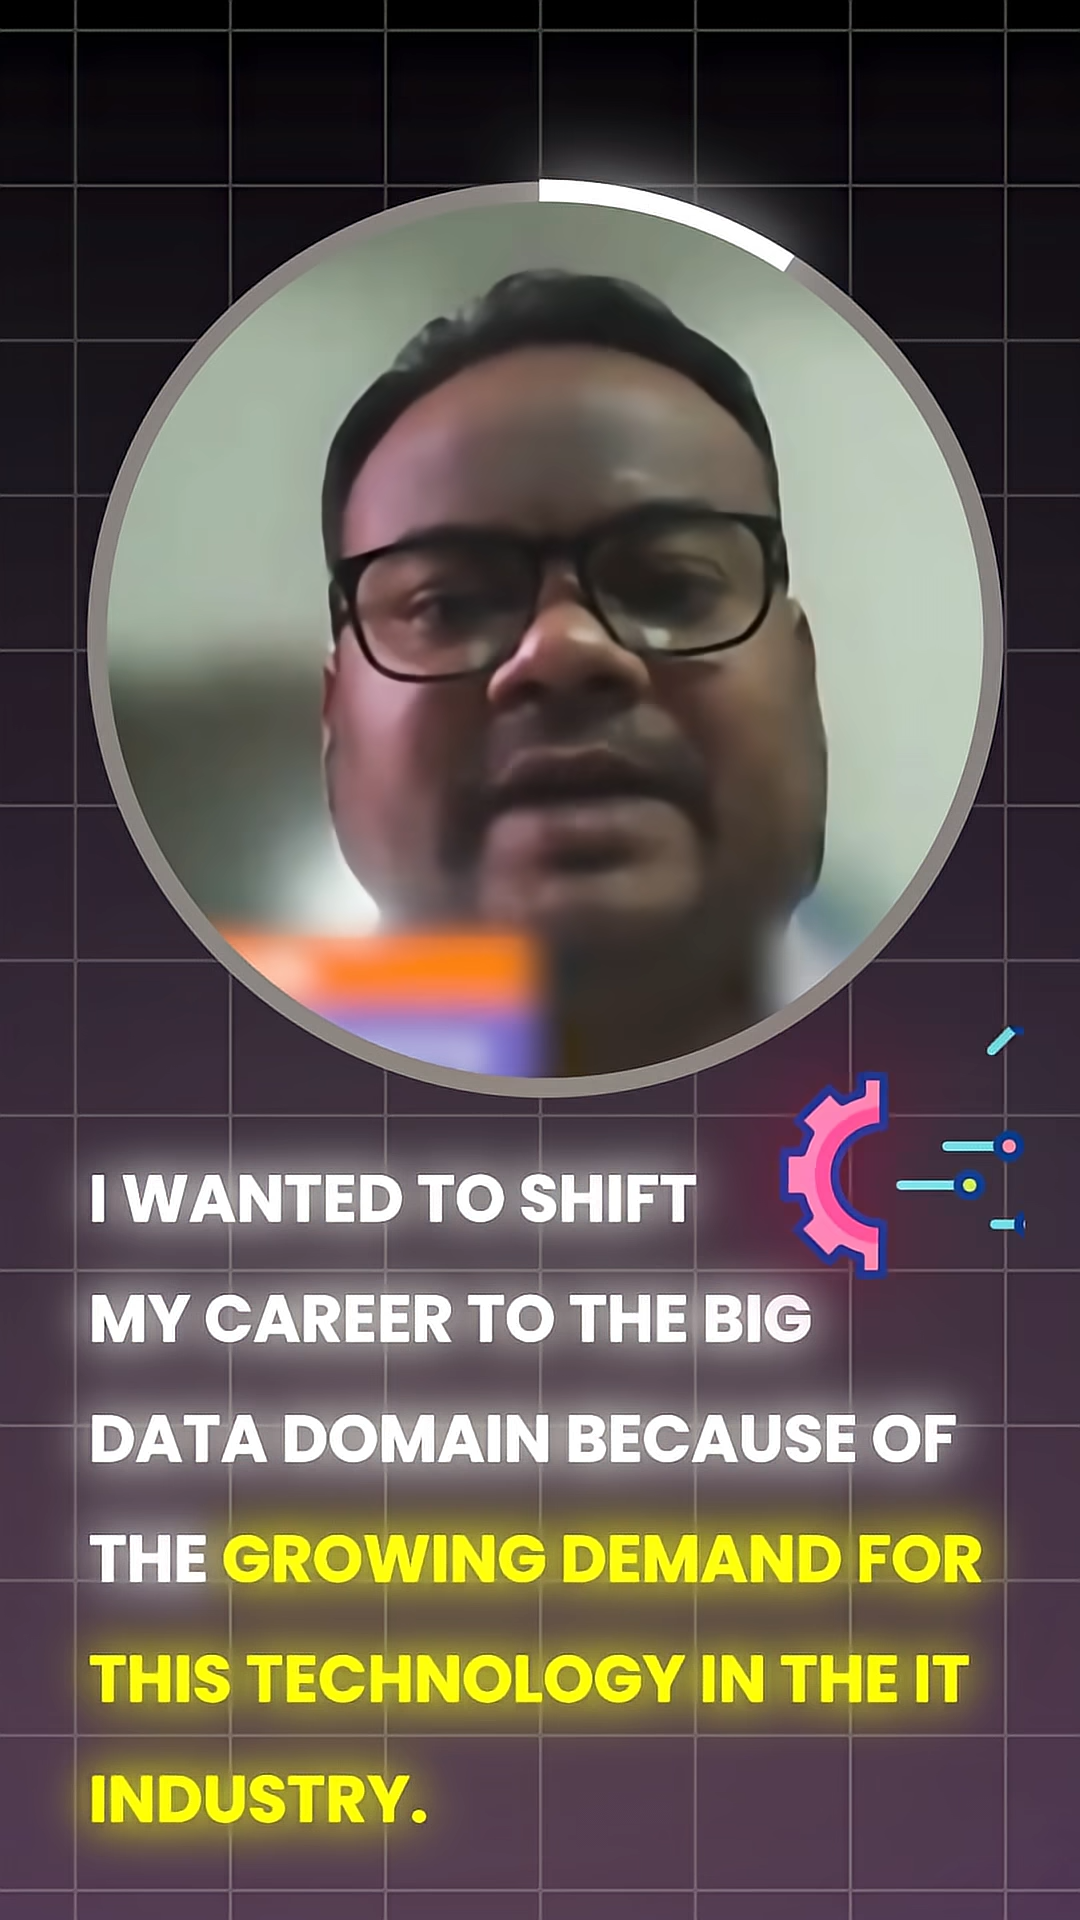 I WANTED TO SHIFT
MY CAREER TO THE BIG
DATA DOMAIN BECAUSE OF
THE GROWING DEMAND FOR
THIS TECHNOLOGY IN THE IT
INDUSTRY.